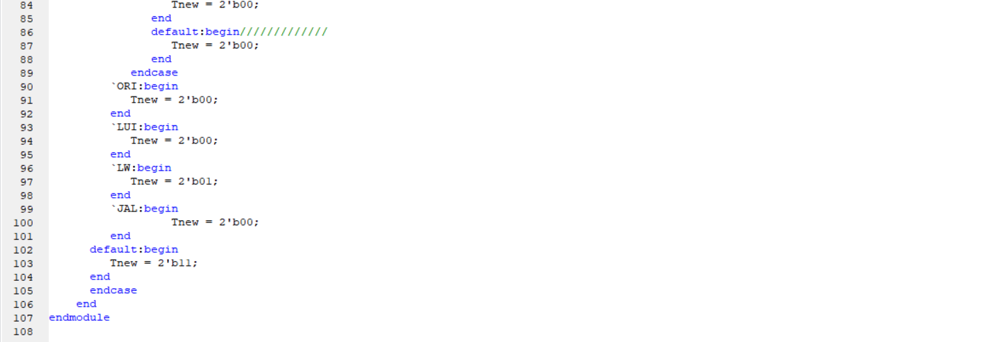 84 Tnew = 2'b00;
85 end
86 default:begin/////////////
87 Tnew = 2'b00;
88 end
89 endcase
90 `ORI:begin
91 Tnew = 2'b00;
92 end
93 `LUI:begin
94 Tnew = 2'b00;
95 end
96 `LW:begin
97 Tnew = 2'b01;
98 end
99 `JAL:begin
100 Tnew = 2'b00;
101 end
102 default:begin
103 Tnew = 2'b11;
104 end
105 endcase
106 end
107 endmodule
108